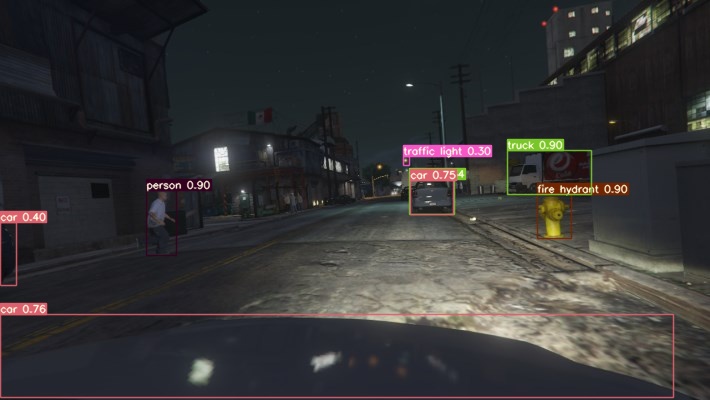 traffic light 0.30
truck 0.90
car 0.75
4
person 0.90
fire hydrant 0.90
car 0.40
car 0.76